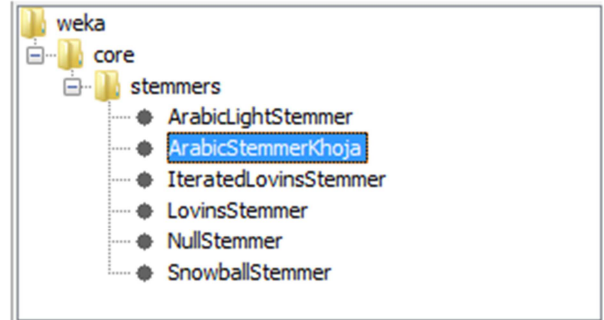 weka
core
stemmers
ArabicLightStemmer
ArabicStemmerKhoja
IteratedLovinsStemmer
LovinsStemmer
NullStemmer
SnowballStemmer